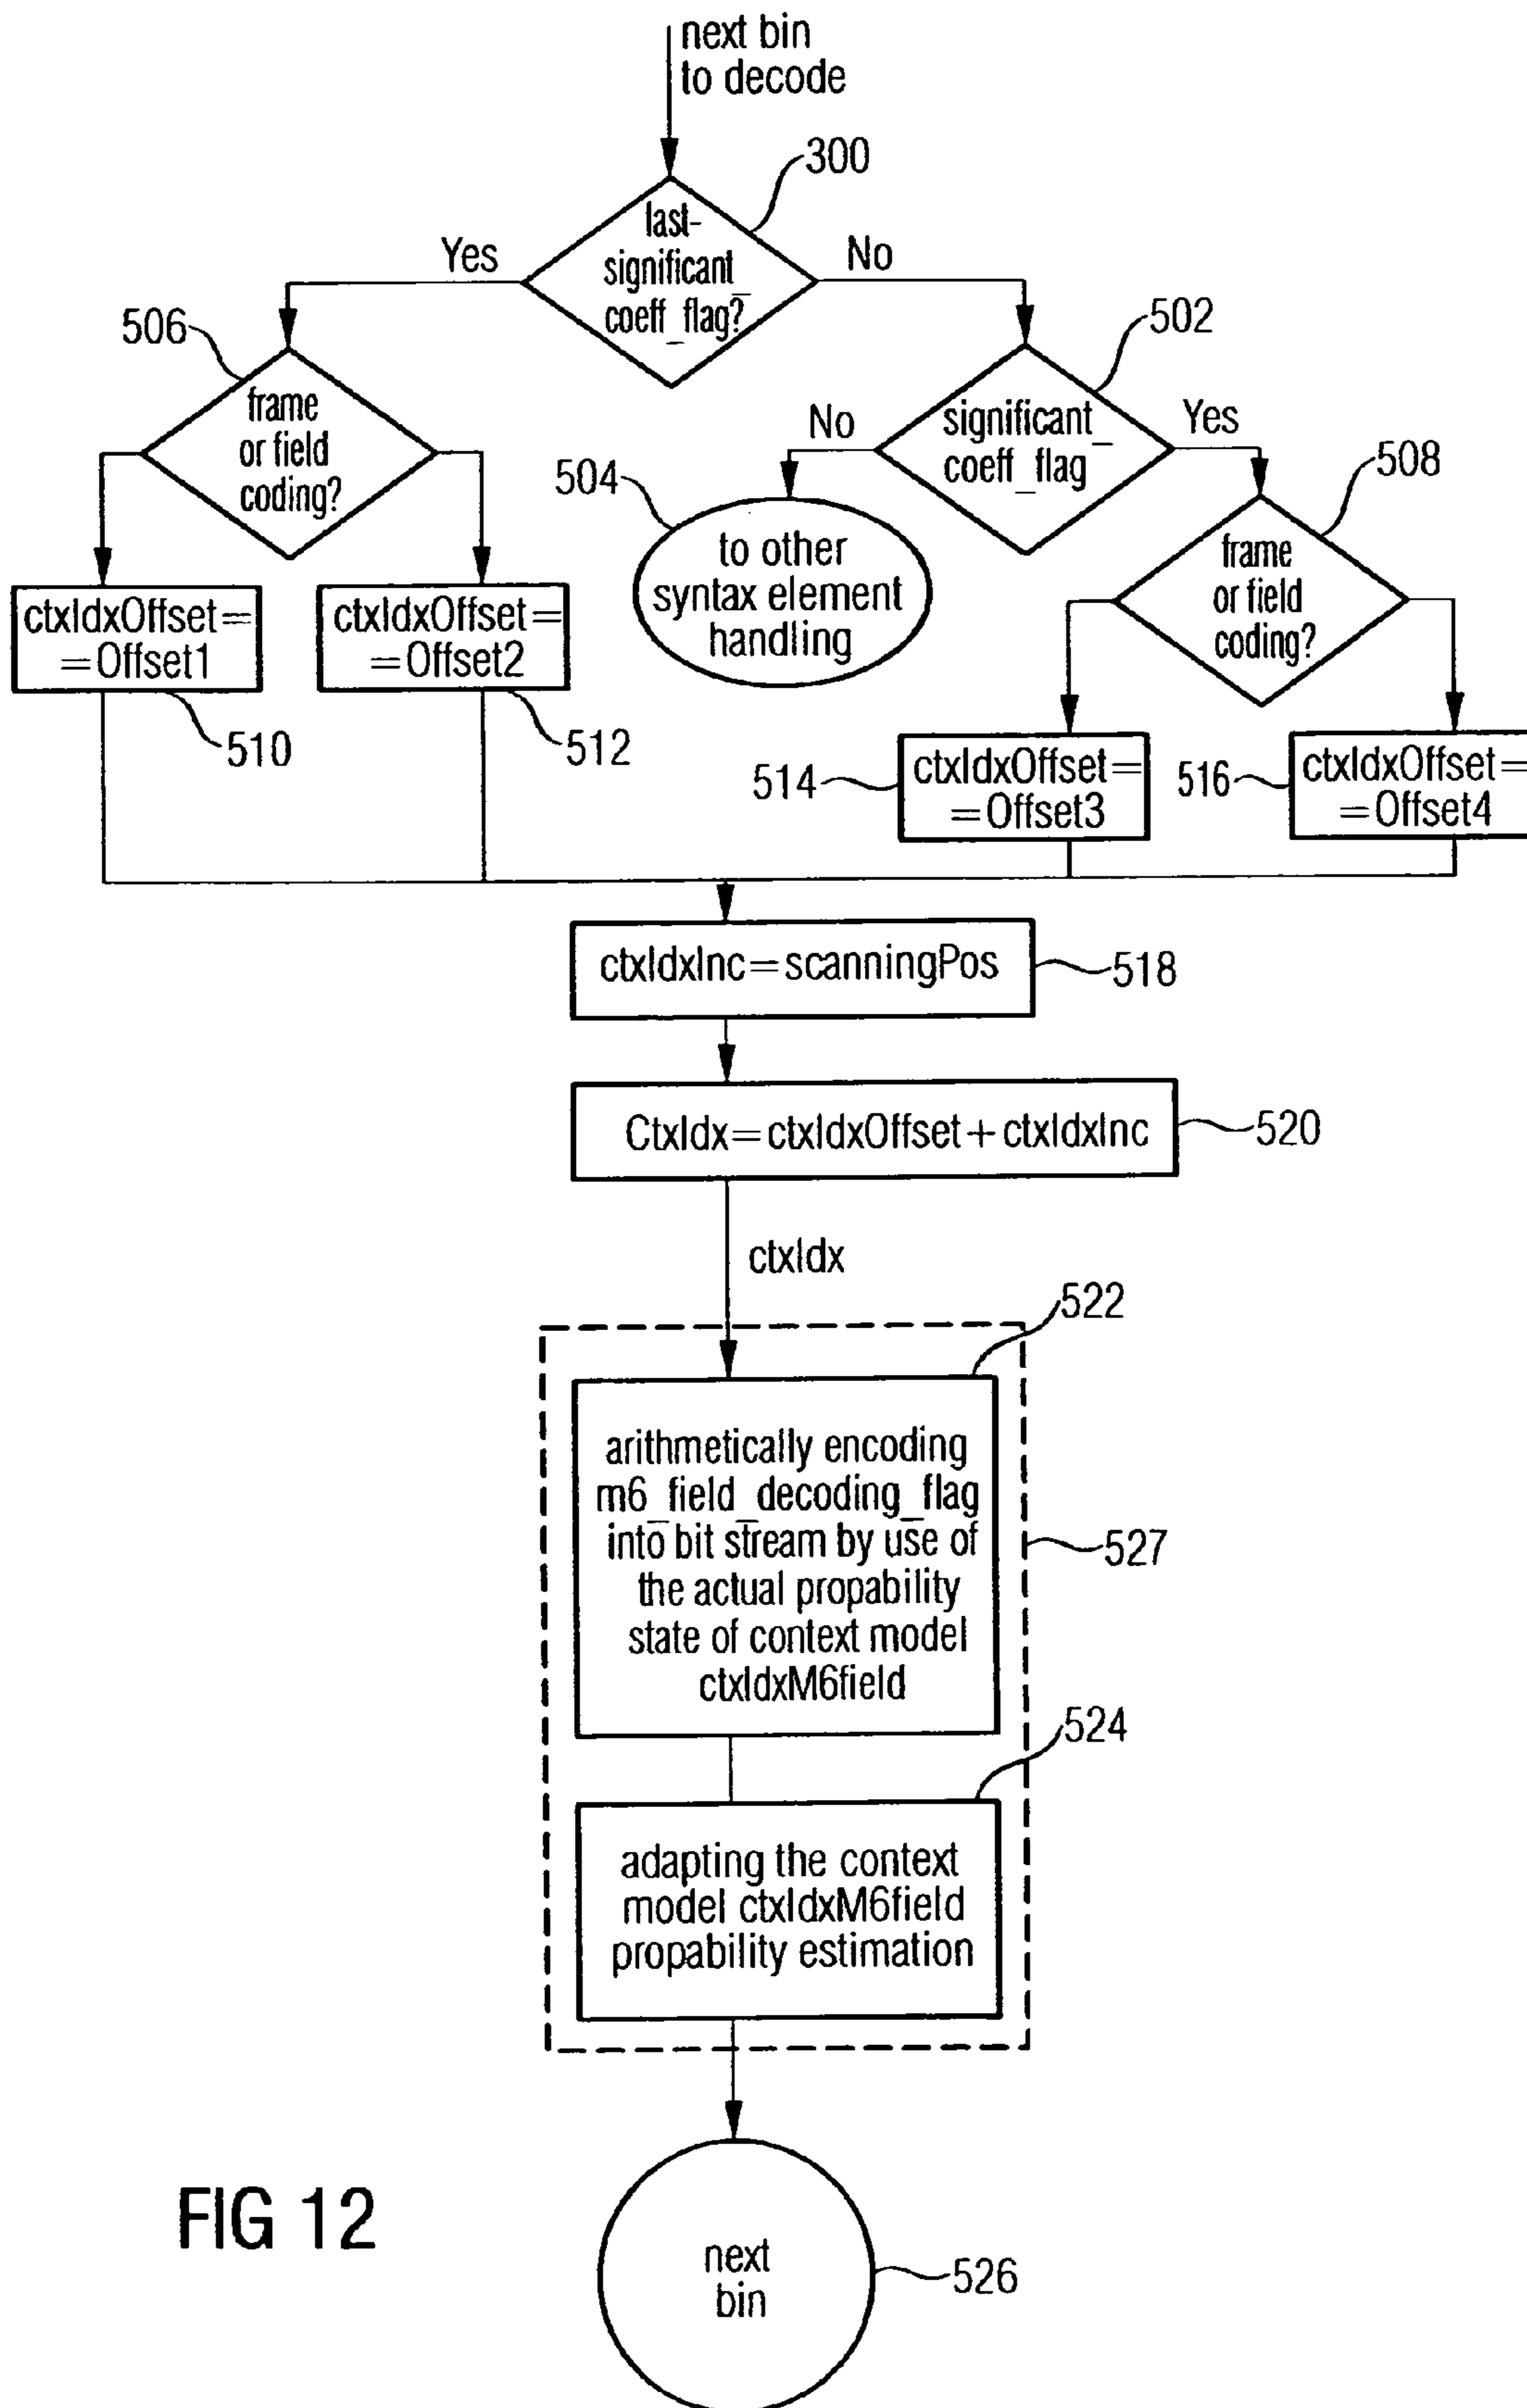 next bin
to decode
300
last-
significant_
coeff_flag?
Yes
No
506
frame
or field
coding?
502
significant_
coeff_flag
No
Yes
504
to other
syntax element
handling
508
frame
or field
coding?
ctxIdxOffset=
=Offset1
510
ctxIdxOffset=
=Offset2
512
514
ctxIdxOffset=
=Offset3
516
ctxIdxOffset=
=Offset4
ctxIdxInc=scanningPos
518
CtxIdx=ctxIdxOffset+ctxIdxInc
520
ctxIdx
522
arithmetically encoding
m6_field_decoding_flag
into bit stream by use of
the actual propability
state of context model
ctxIdxM6field
527
524
adapting the context
model ctxIdxM6field
propability estimation
FIG 12
next
bin
526